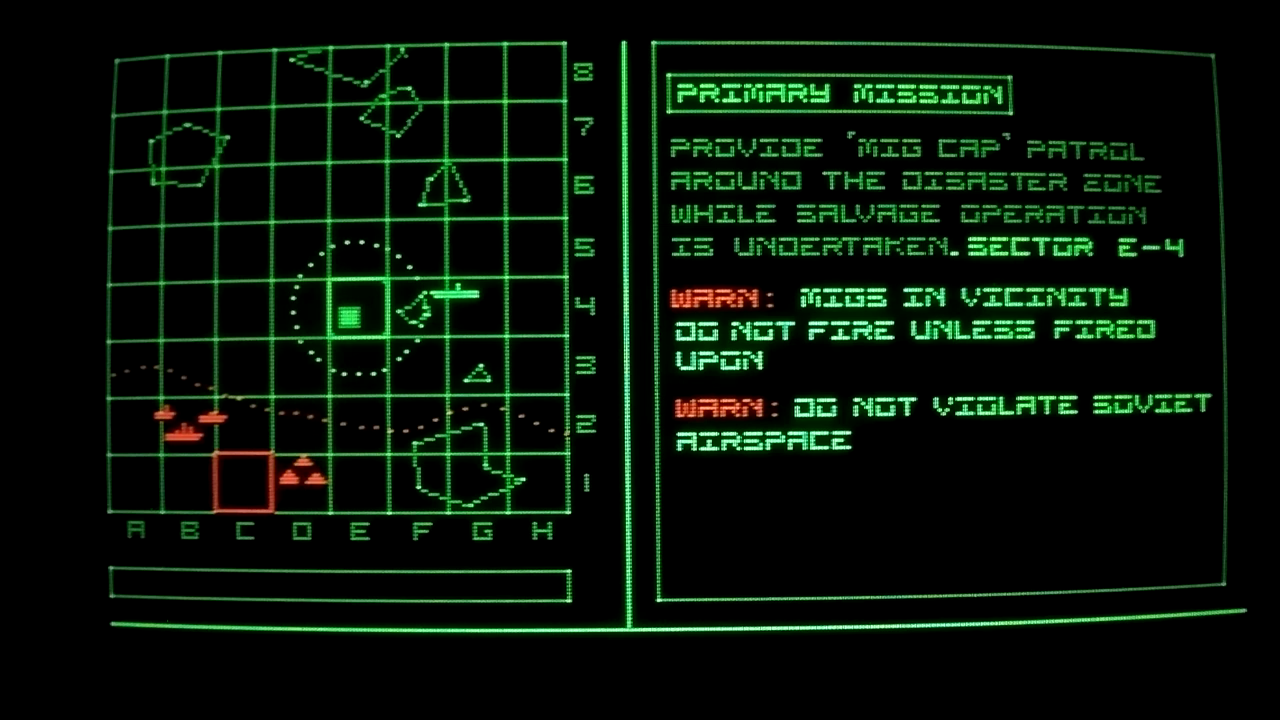 8
7
6
5
4
3
2
1
A B C D E F G H
PRIMARY MISSION
PROVIDE "MIG CAP" PATROL
AROUND THE DISASTER ZONE
WHILE SALVAGE OPERATION
IS UNDERTAKEN. SECTOR E-4
WARN: MIGS IN VICINITY
DO NOT FIRE UNLESS FIRED
UPON
WARN: DO NOT VIOLATE SOVIET
AIRSPACE